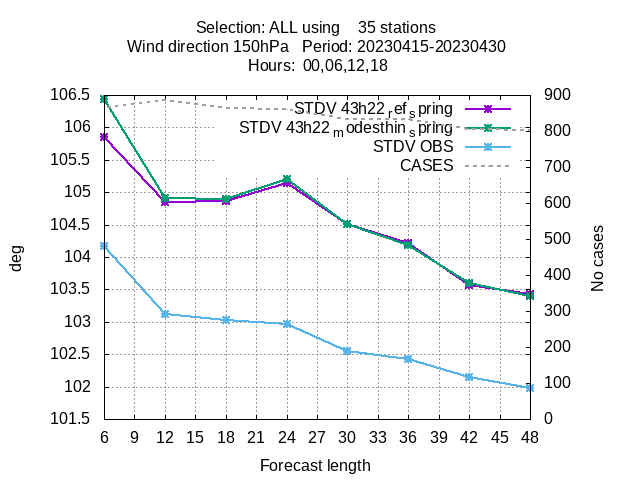 Selection: ALL using    35 stations
Wind direction 150hPa   Period: 20230415-20230430
Hours:  00,06,12,18
106.5
106
105.5
105
104.5
104
103.5
103
102.5
102
101.5
900
800
700
600
500
400
300
200
100
0
STDV 43h22_ref_spring
STDV 43h22_modesthin_spring
STDV OBS
CASES
deg
No cases
6 9 12 15 18 21 24 27 30 33 36 39 42 45 48
Forecast length